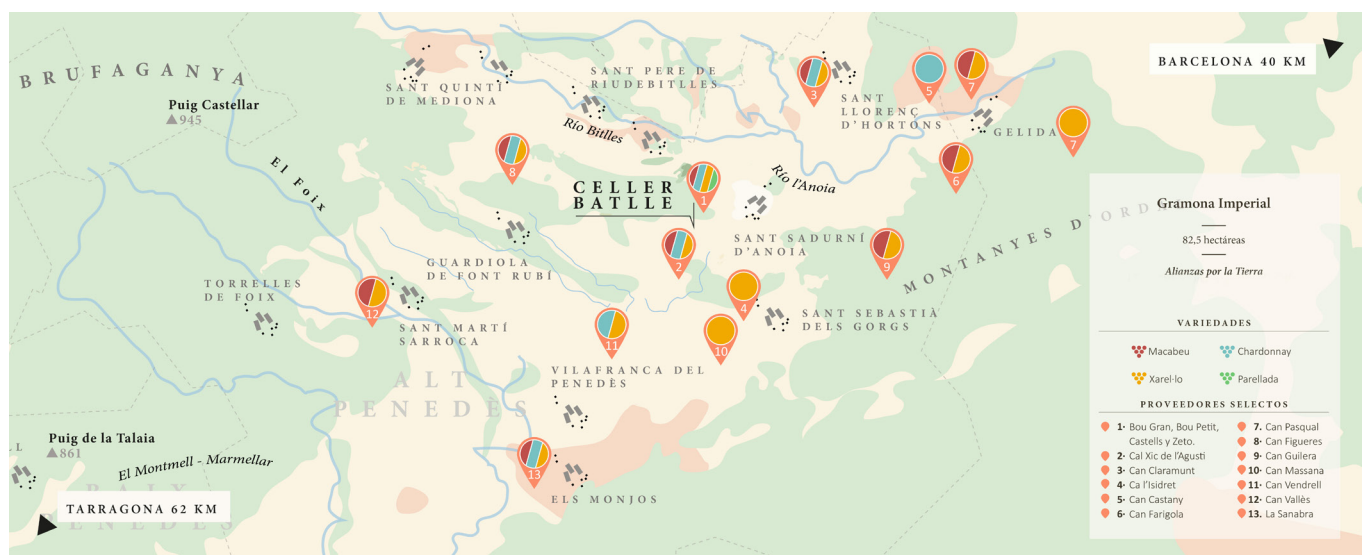 BRUFAGANYA
Puig Castellar
▲945
SANT QUINTÍ
DE MEDIONA
SANT PERE DE
RIUDEBITLLES
Río Bitlles
3
SANT
LLORENÇ
D'HORTONS
5
7
GELIDA
7
BARCELONA 40 KM
El Foix
8
CELLER
BATLLE
1
Río l'Anoia
6
SANT SADURNÍ
D'ANOIA
2
9
MONTANYES D'ORD
GUARDIOLA
DE FONT RUBÍ
TORRELLES
DE FOIX
12
SANT MARTÍ
SARROCA
11
4
10
SANT SEBASTIÀ
DELS GORGS
VILAFRANCA DEL
PENEDÈS
ALT
PENEDÈS
Puig de la Talaia
▲861
El Montmell - Marmellar
L
BAIX
PENEDÈS
TARRAGONA 62 KM
13
ELS MONJOS
Gramona Imperial
82,5 hectáreas
Alianzas por la Tierra
VARIEDADES
Macabeu
Chardonnay
Xarel·lo
Parellada
PROVEEDORES SELECTOS
1· Bou Gran, Bou Petit,
Castells y Zeto.
2· Cal Xic de l'Agustí
3· Can Claramunt
4· Ca l'Isidret
5· Can Castany
6· Can Farigola
7. Can Pasqual
8· Can Figueres
9· Can Guilera
10· Can Massana
11· Can Vendrell
12· Can Vallès
13. La Sanabra